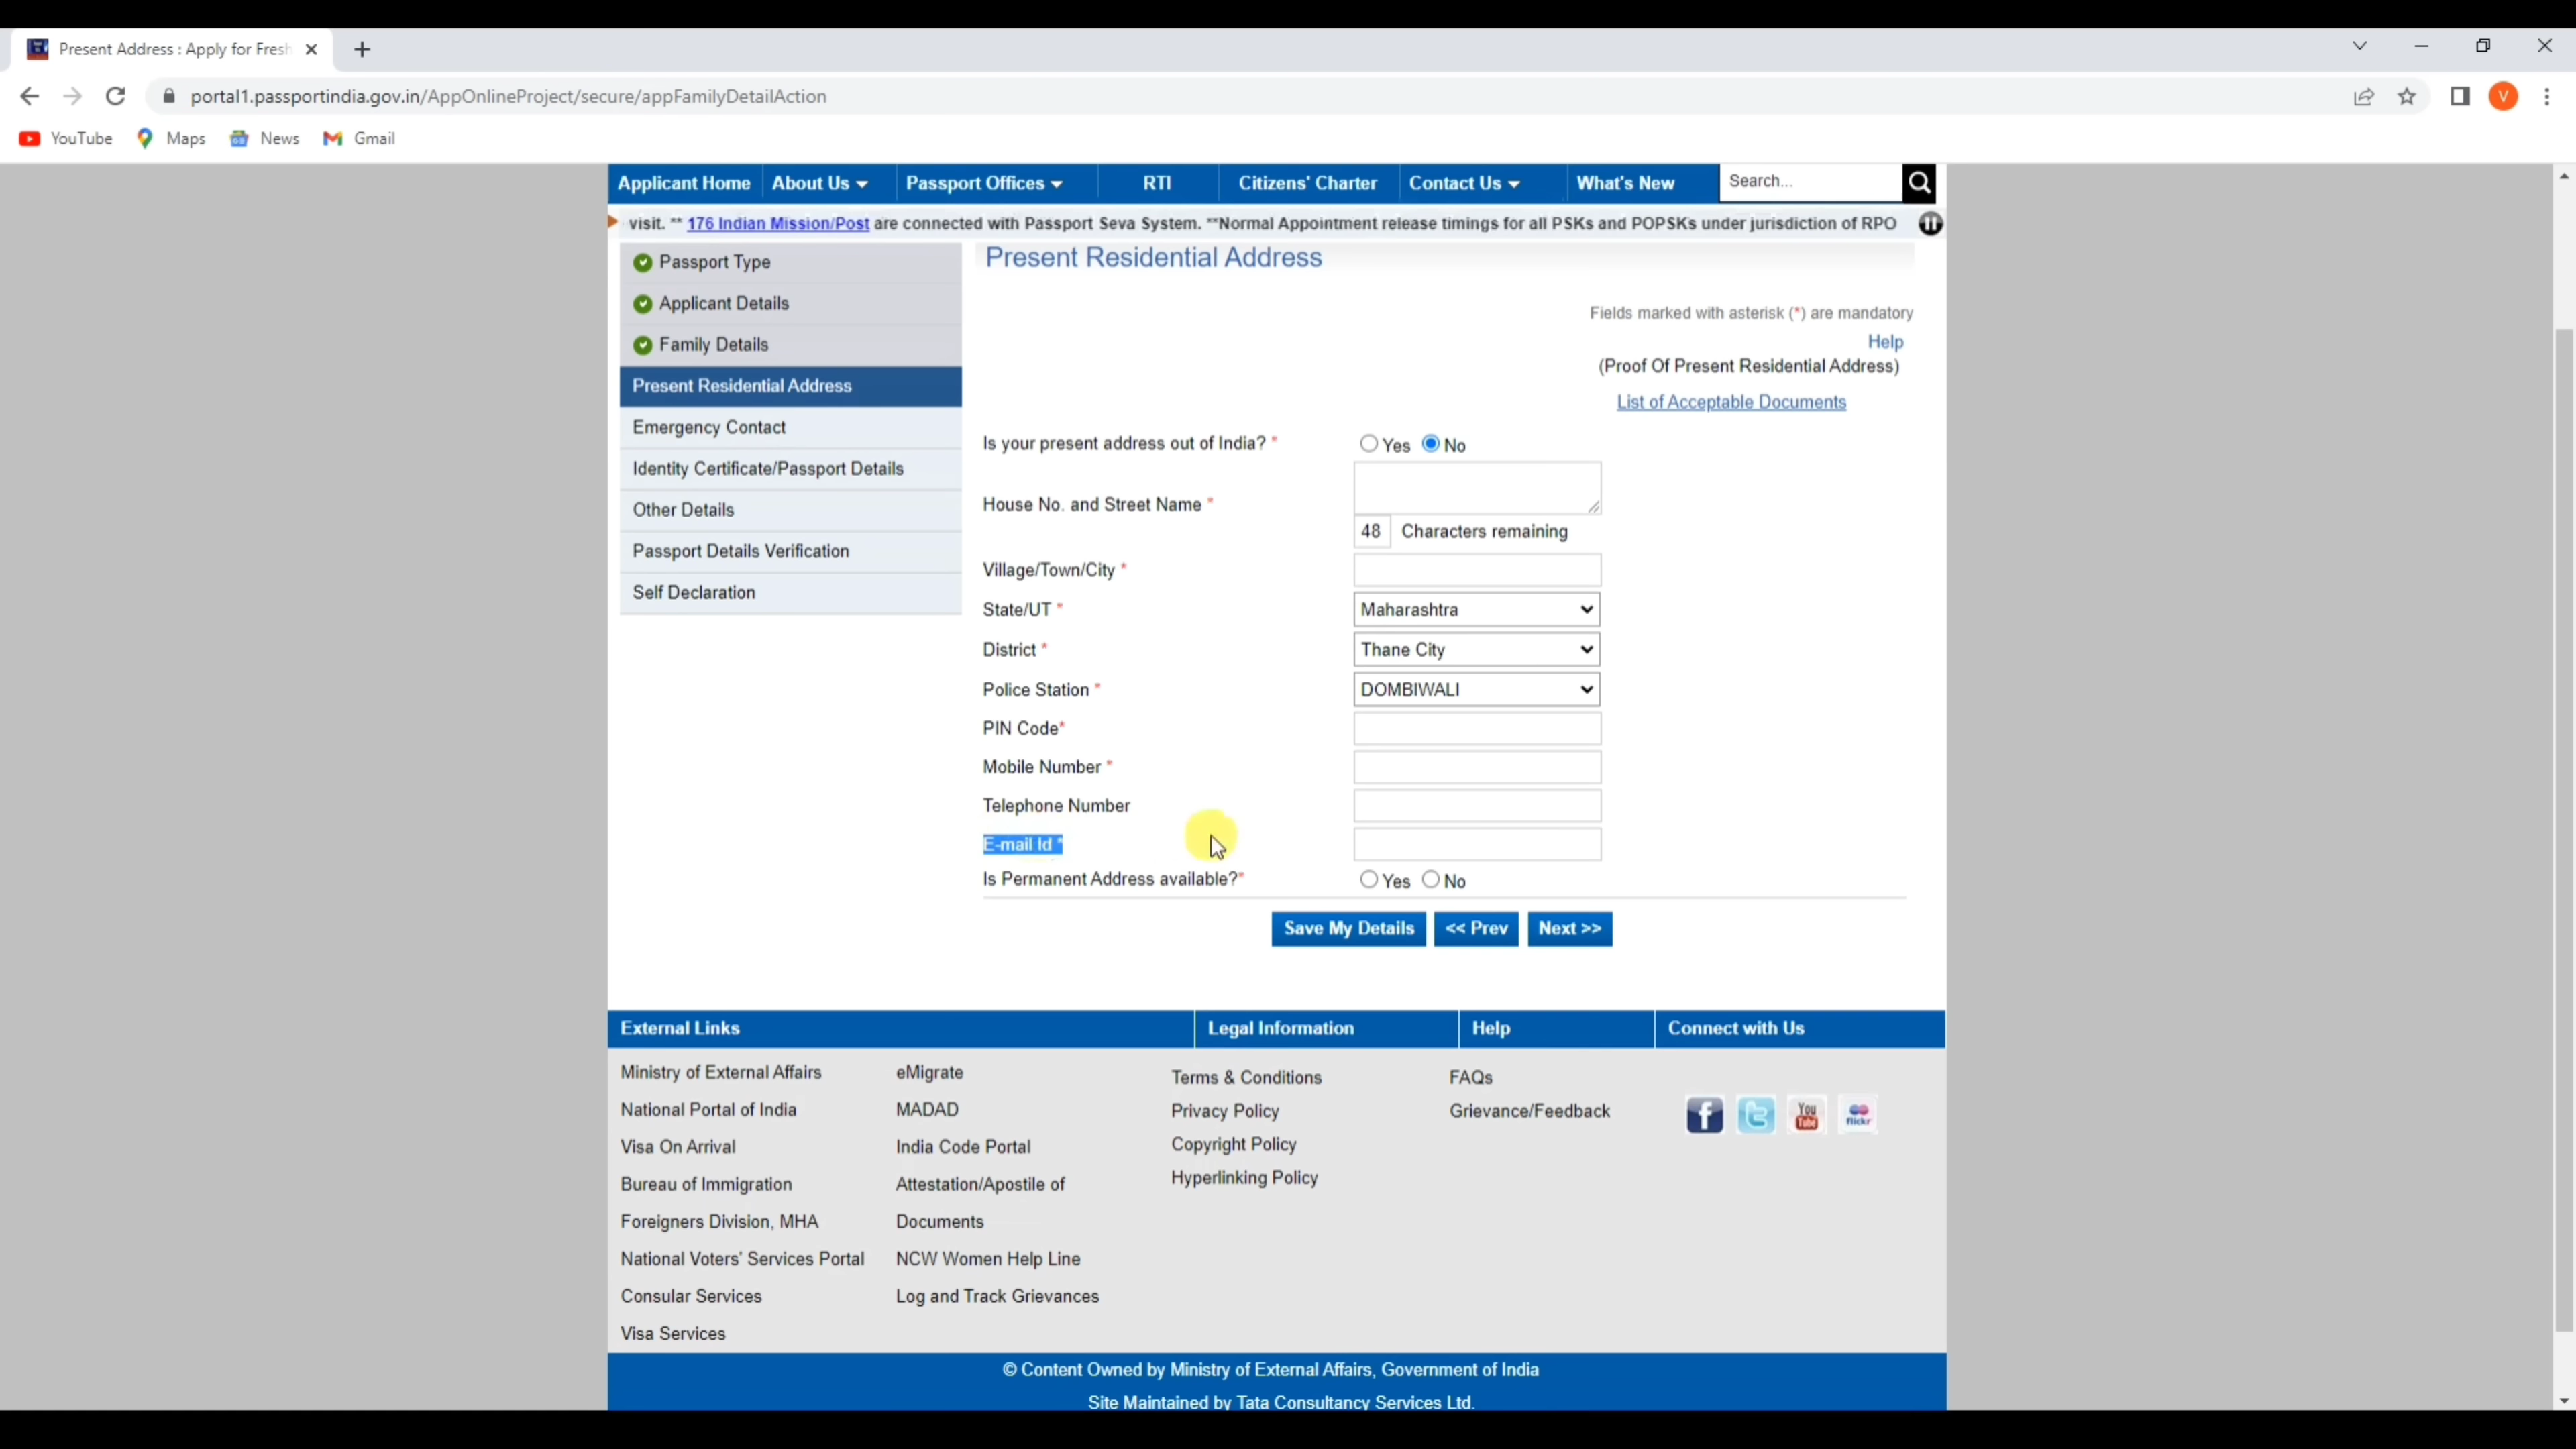 Present Address : Apply for Fresh
portal1.passportindia.gov.in/AppOnlineProject/secure/appFamilyDetailAction
V
YouTube Maps News Gmail
Applicant Home About Us Passport Offices RTI Citizens' Charter Contact Us What's New Search...
visit. ** 176 Indian Mission/Post are connected with Passport Seva System. **Normal Appointment release timings for all PSKs and POPSKs under jurisdiction of RPO
Passport Type
Applicant Details
Family Details
Present Residential Address
Emergency Contact
Identity Certificate/Passport Details
Other Details
Passport Details Verification
Self Declaration
Present Residential Address
Fields marked with asterisk (*) are mandatory
Help
(Proof Of Present Residential Address)
List of Acceptable Documents
Is your present address out of India? * Yes No
House No. and Street Name *
48 Characters remaining
Village/Town/City *
State/UT * Maharashtra
District * Thane City
Police Station * DOMBIWALI
PIN Code*
Mobile Number *
Telephone Number
E-mail Id *
Is Permanent Address available?* Yes No
Save My Details << Prev Next >>
External Links Legal Information Help Connect with Us
Ministry of External Affairs
National Portal of India
Visa On Arrival
Bureau of Immigration
Foreigners Division, MHA
National Voters' Services Portal
Consular Services
Visa Services
eMigrate
MADAD
India Code Portal
Attestation/Apostile of
Documents
NCW Women Help Line
Log and Track Grievances
Terms & Conditions
Privacy Policy
Copyright Policy
Hyperlinking Policy
FAQs
Grievance/Feedback
f t You Tube flickr
© Content Owned by Ministry of External Affairs, Government of India
Site Maintained by Tata Consultancy Services Ltd.